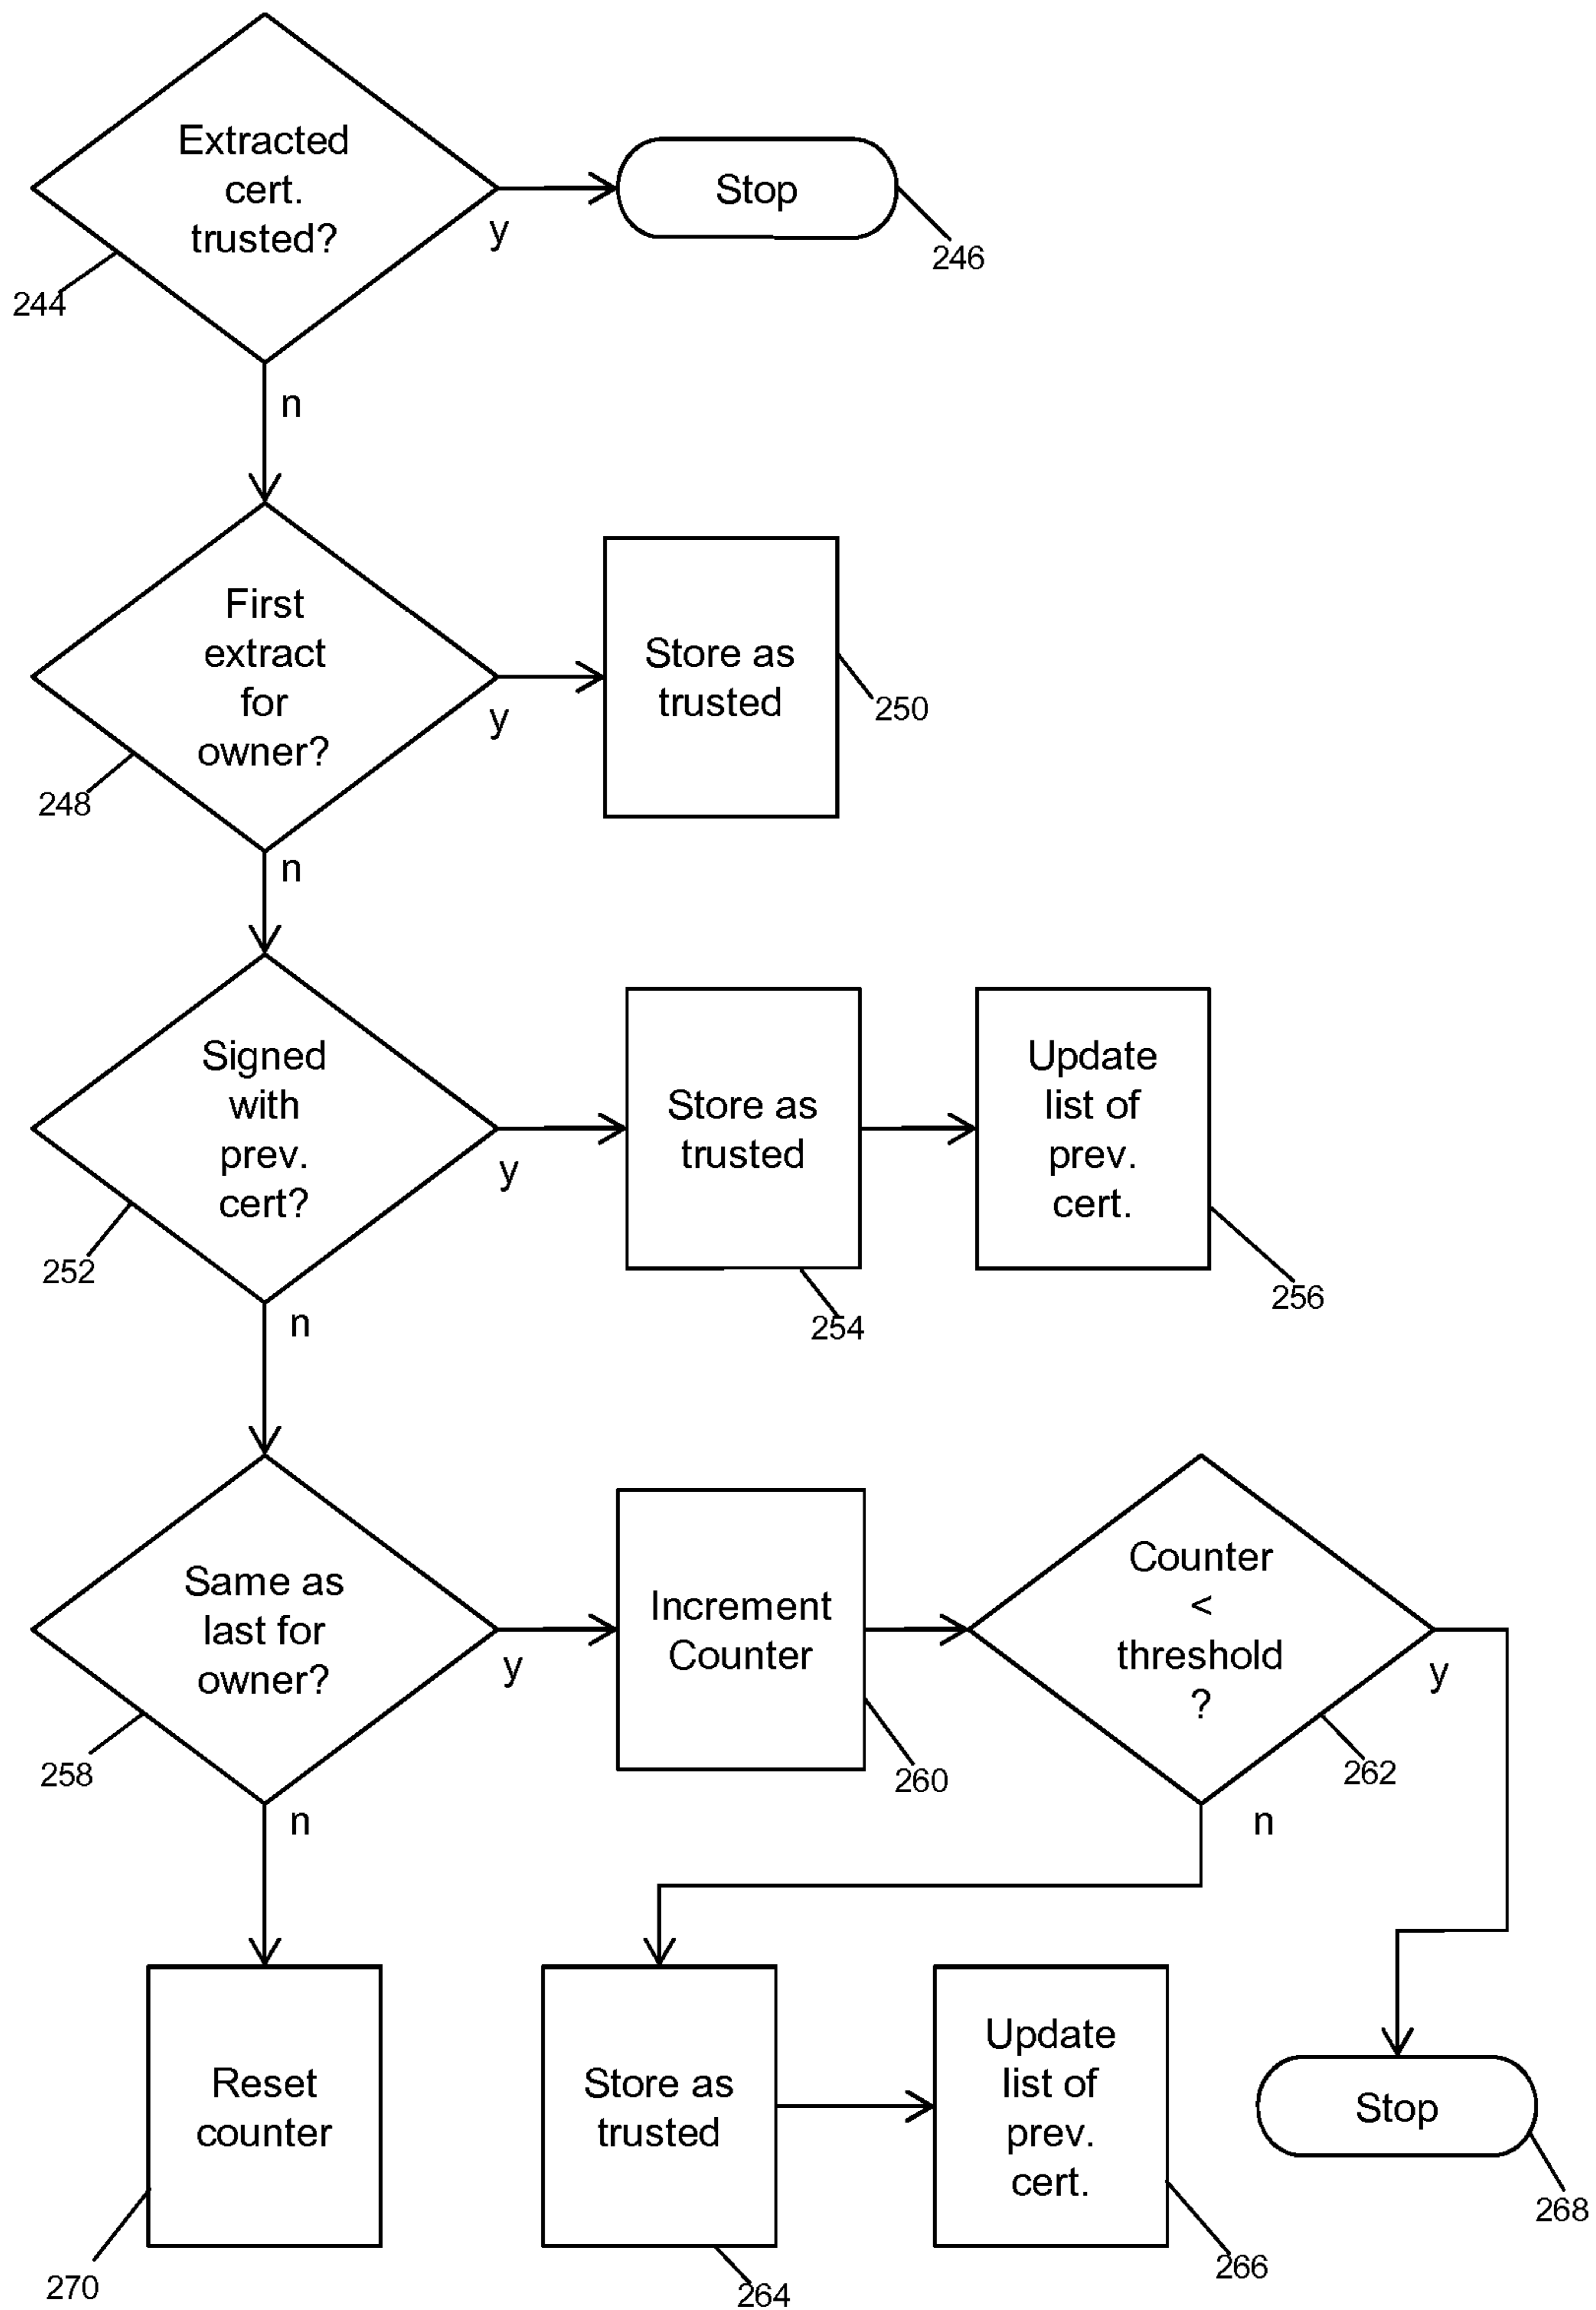 Extracted
cert.
trusted?
y
Stop
246
244
n
First
extract
for
owner?
y
Store as
trusted
250
248
n
Signed
with
prev.
cert?
y
Store as
trusted
Update
list of
prev.
cert.
252
254
256
n
Same as
last for
owner?
y
Increment
Counter
Counter
<
threshold
?
y
258
260
262
n
n
Reset
counter
Store as
trusted
Update
list of
prev.
cert.
Stop
270
264
266
268